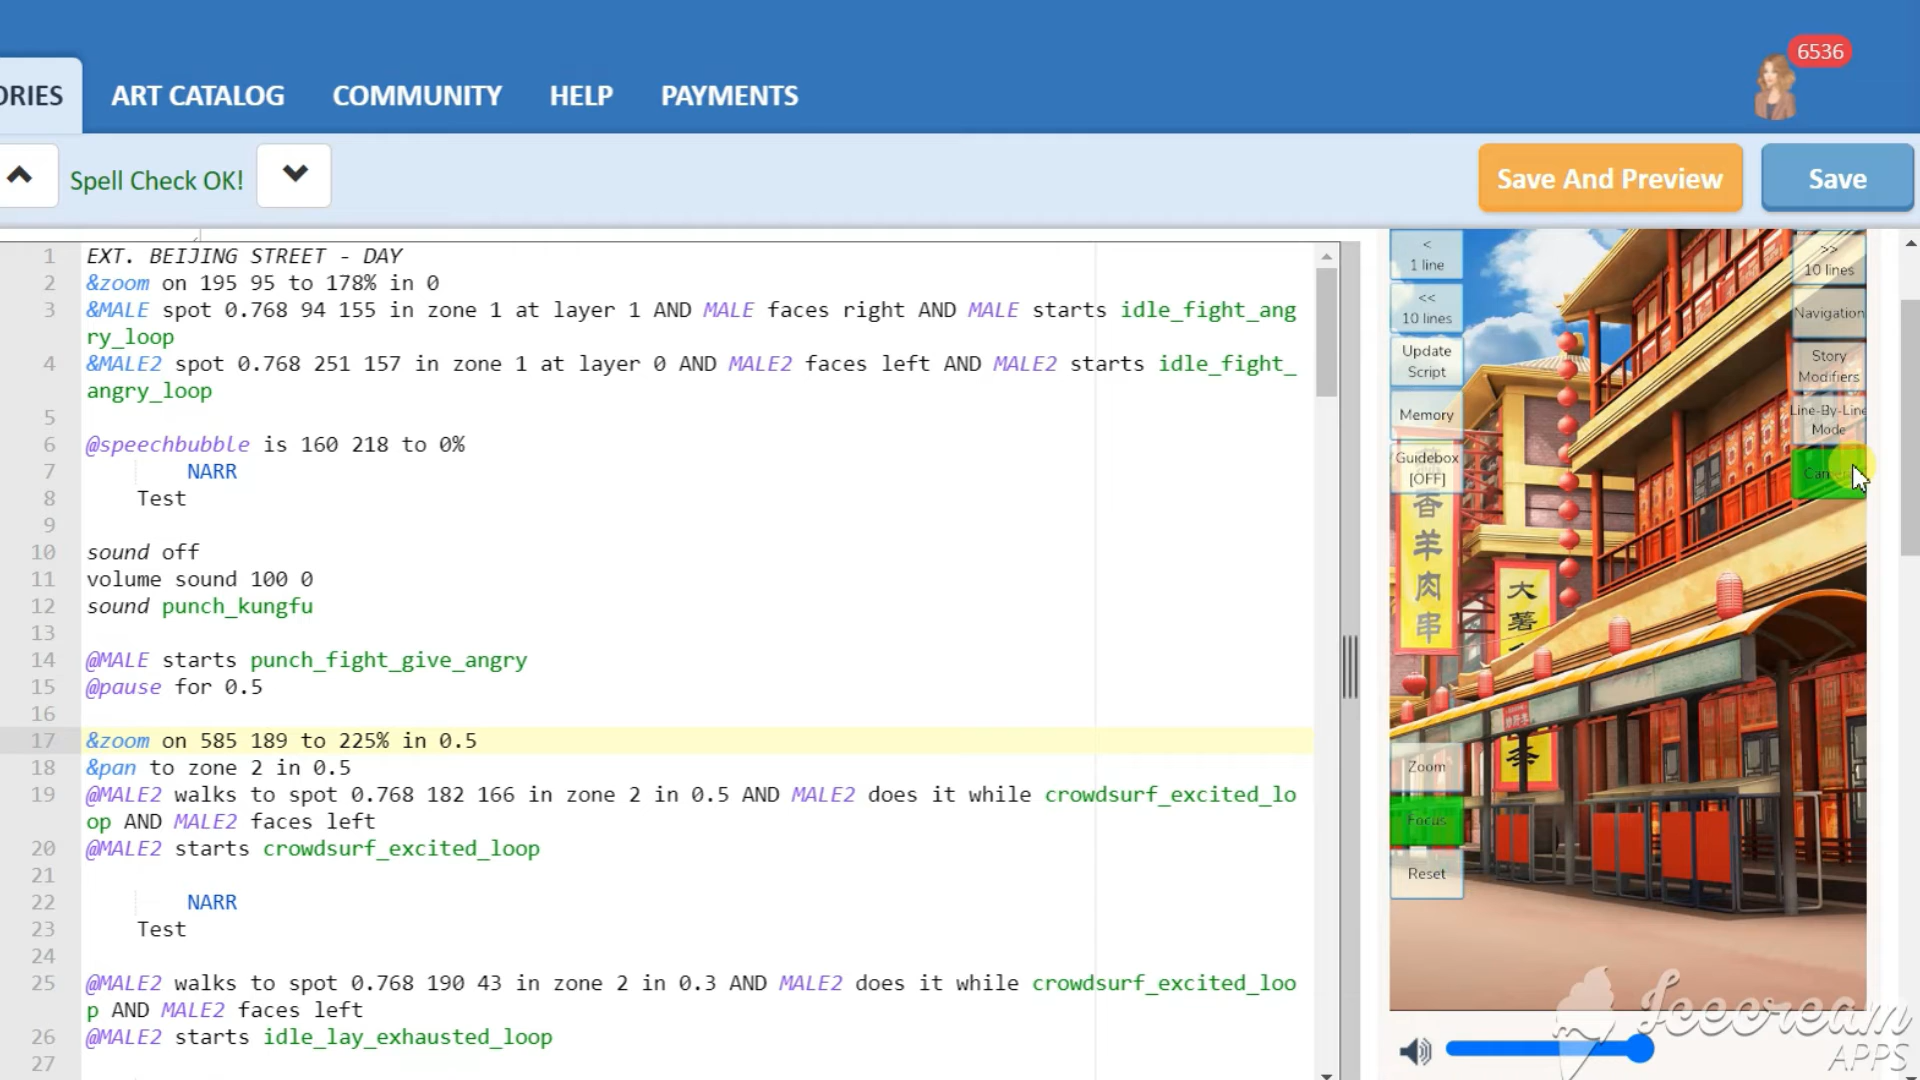 6536
ORIES ART CATALOG COMMUNITY HELP PAYMENTS
Spell Check OK!
Save And Preview
Save
1 EXT. BEIJING STREET - DAY
2 &zoom on 195 95 to 178% in 0
3 &MALE spot 0.768 94 155 in zone 1 at layer 1 AND MALE faces right AND MALE starts idle_fight_ang
ry_loop
4 &MALE2 spot 0.768 251 157 in zone 1 at layer 0 AND MALE2 faces left AND MALE2 starts idle_fight_
angry_loop
5
6 @speechbubble is 160 218 to 0%
7 NARR
8 Test
9
10 sound off
11 volume sound 100 0
12 sound punch_kungfu
13
14 @MALE starts punch_fight_give_angry
15 @pause for 0.5
16
17 &zoom on 585 189 to 225% in 0.5
18 &pan to zone 2 in 0.5
19 @MALE2 walks to spot 0.768 182 166 in zone 2 in 0.5 AND MALE2 does it while crowdsurf_excited_lo
op AND MALE2 faces left
20 @MALE2 starts crowdsurf_excited_loop
21
22 NARR
23 Test
24
25 @MALE2 walks to spot 0.768 190 43 in zone 2 in 0.3 AND MALE2 does it while crowdsurf_excited_loo
p AND MALE2 faces left
26 @MALE2 starts idle_lay_exhausted_loop
27
<
1 line
<<
10 lines
Update
Script
Memory
Guidebox
[OFF]
>>
10 lines
Navigation
Story
Modifiers
Line-By-Line
Mode
香羊肉串
大薯
茶
Zoom
Focus
Reset
Icecream
APPS